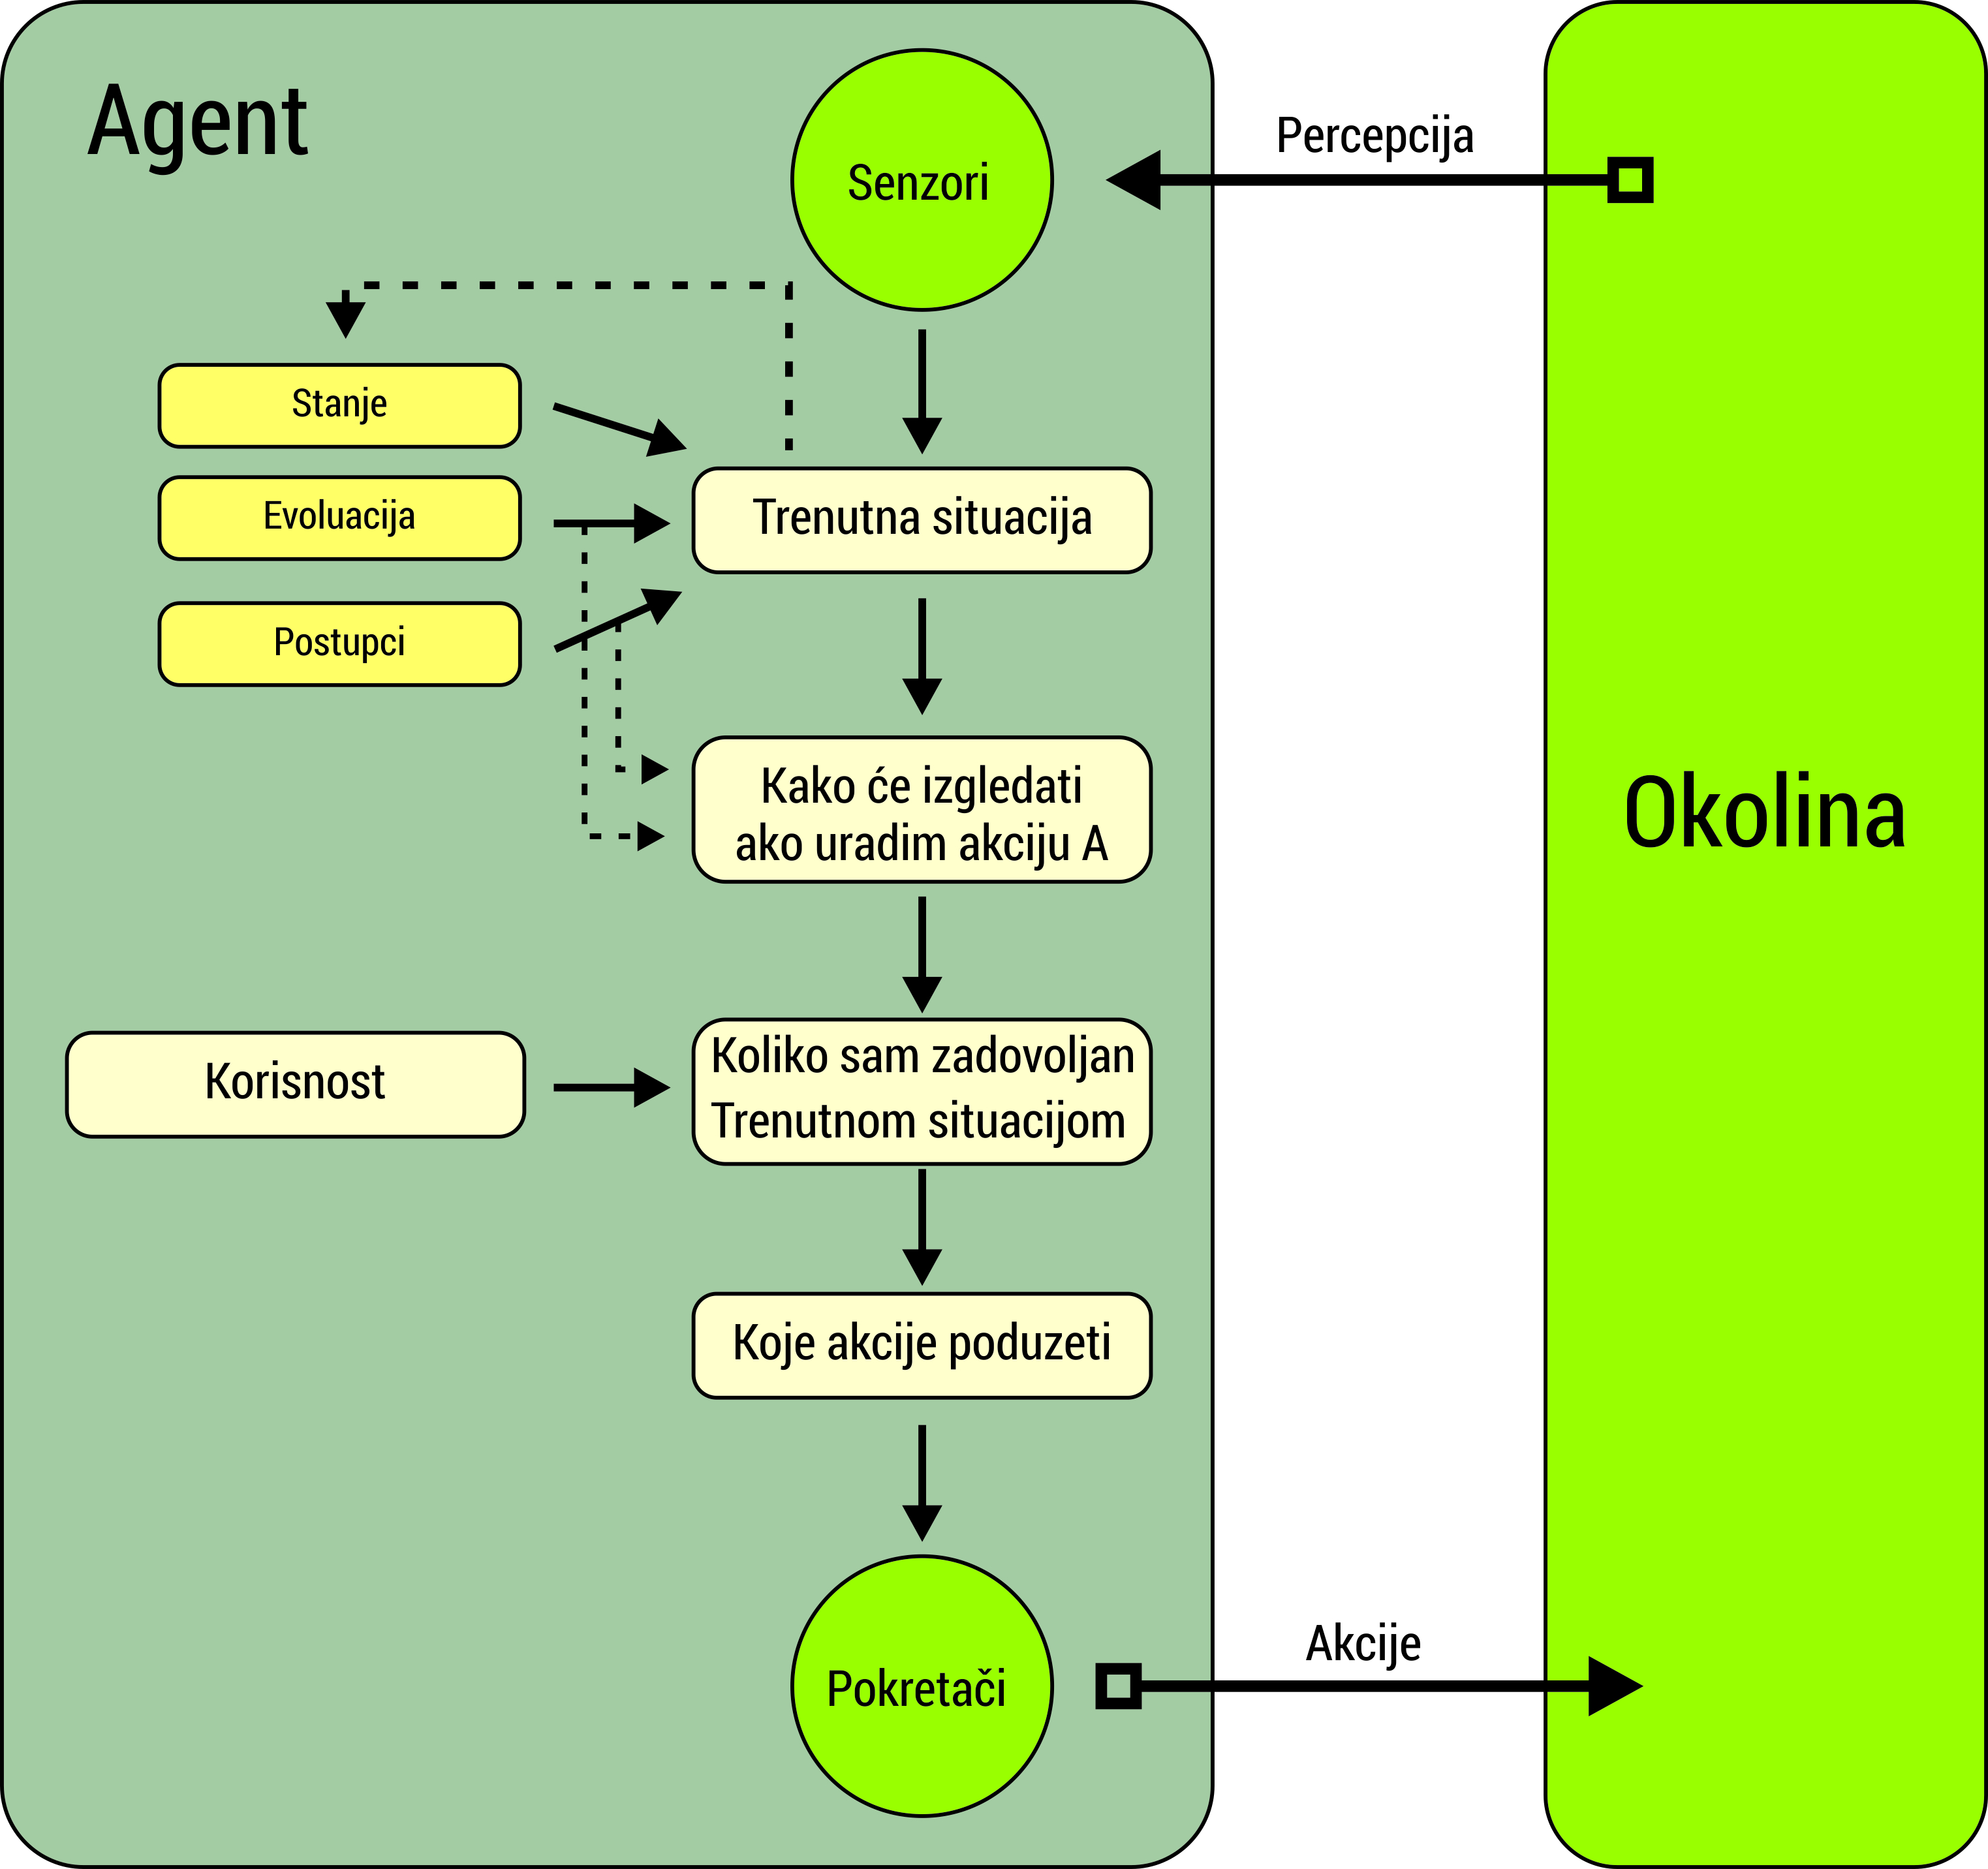 Agent
Senzori
Percepcija
Stanje
Evoluacija
Postupci
Trenutna situacija
Kako će izgledati
ako uradim akciju A
Okolina
Korisnost
Koliko sam zadovoljan
Trenutnom situacijom
Koje akcije poduzeti
Pokretači
Akcije